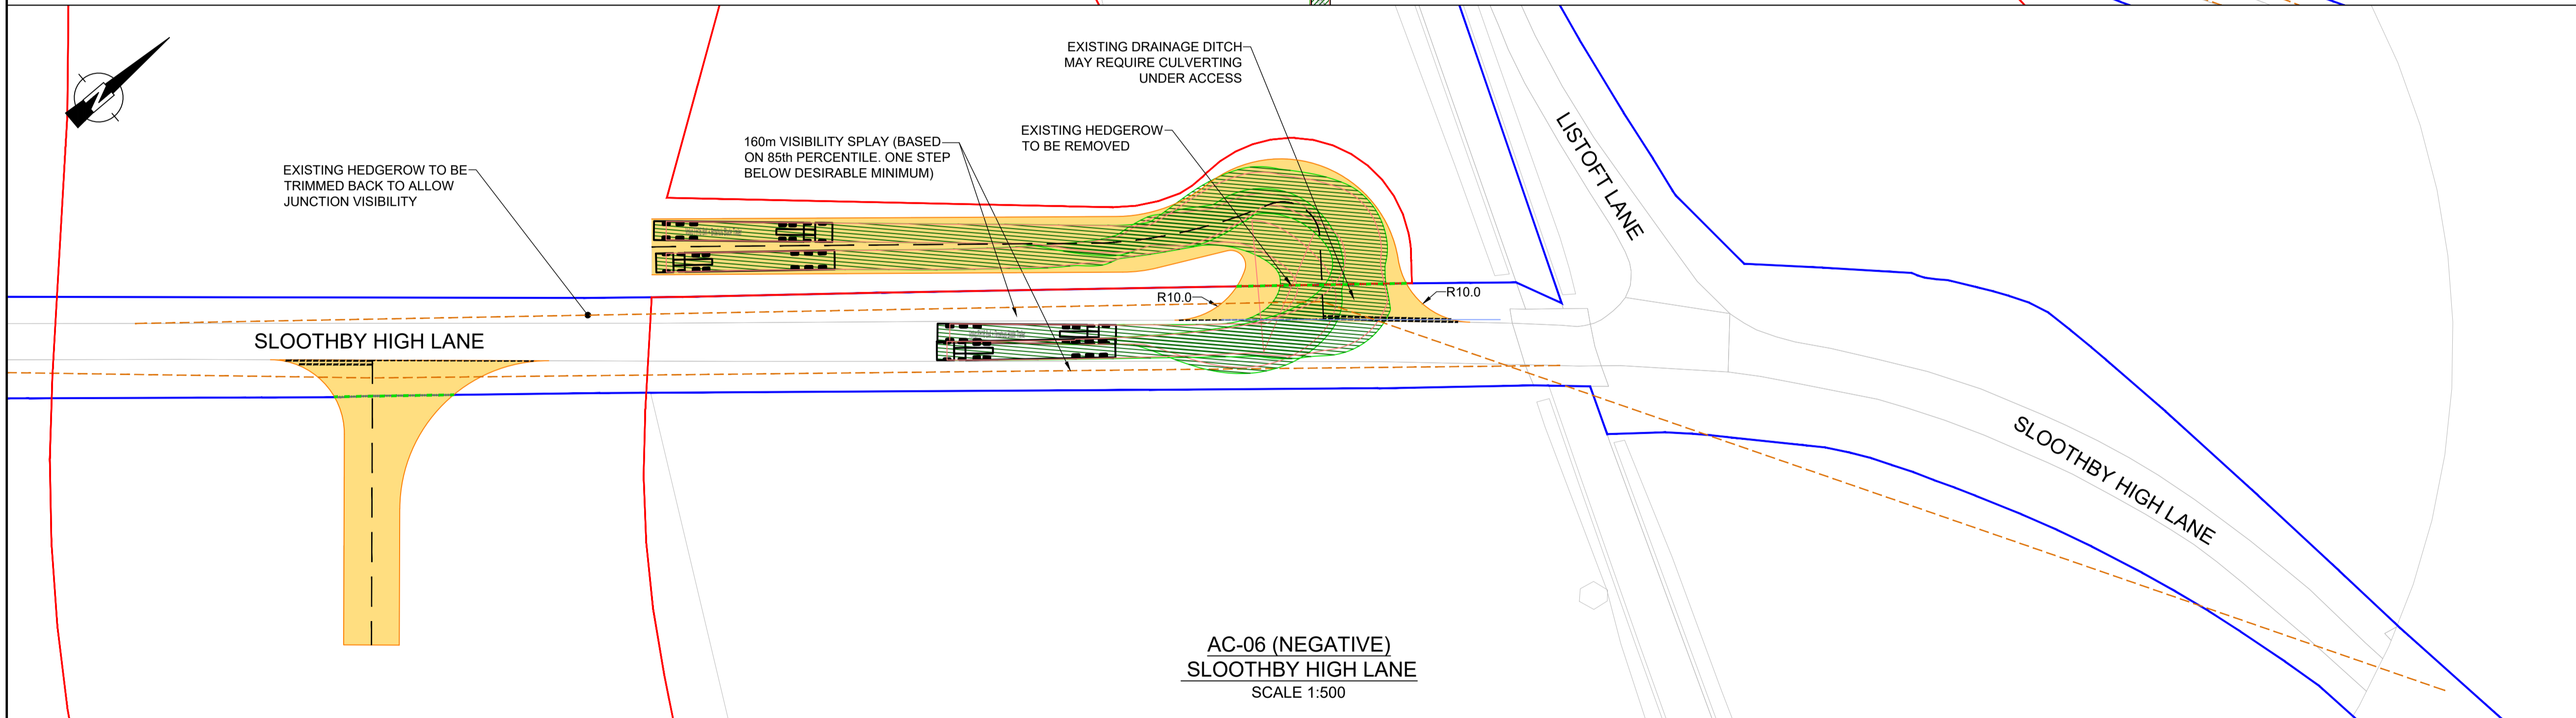 EXISTING DRAINAGE DITCH
MAY REQUIRE CULVERTING
UNDER ACCESS
N
EXISTING HEDGEROW TO BE
TRIMMED BACK TO ALLOW
JUNCTION VISIBILITY
160m VISIBILITY SPLAY (BASED
ON 85th PERCENTILE. ONE STEP
BELOW DESIRABLE MINIMUM)
EXISTING HEDGEROW
TO BE REMOVED
LISTOFT LANE
R10.0
R10.0
SLOOTHBY HIGH LANE
SLOOTHBY HIGH LANE
AC-06 (NEGATIVE)
SLOOTHBY HIGH LANE
SCALE 1:500